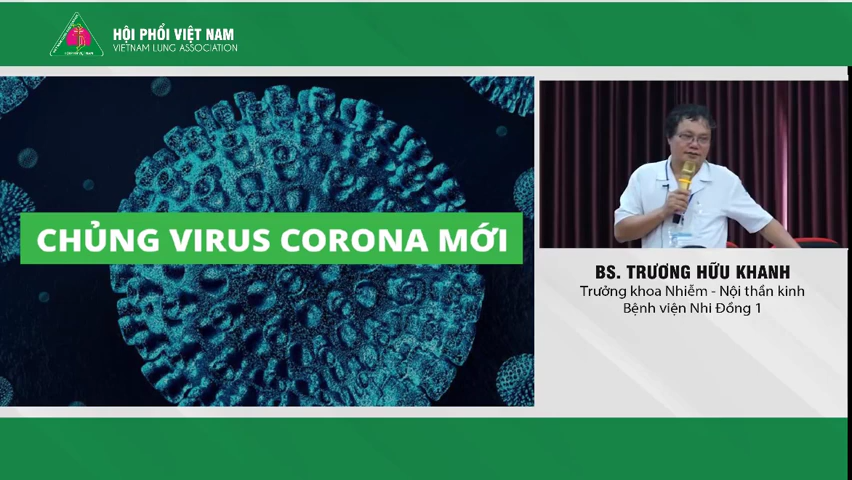 HỘI PHỔI VIỆT NAM
VIETNAM LUNG ASSOCIATION
CHỦNG VIRUS CORONA MỚI
BS. TRƯƠNG HỮU KHANH
Trưởng khoa Nhiễm - Nội thần kinh
Bệnh viện Nhi Đồng 1